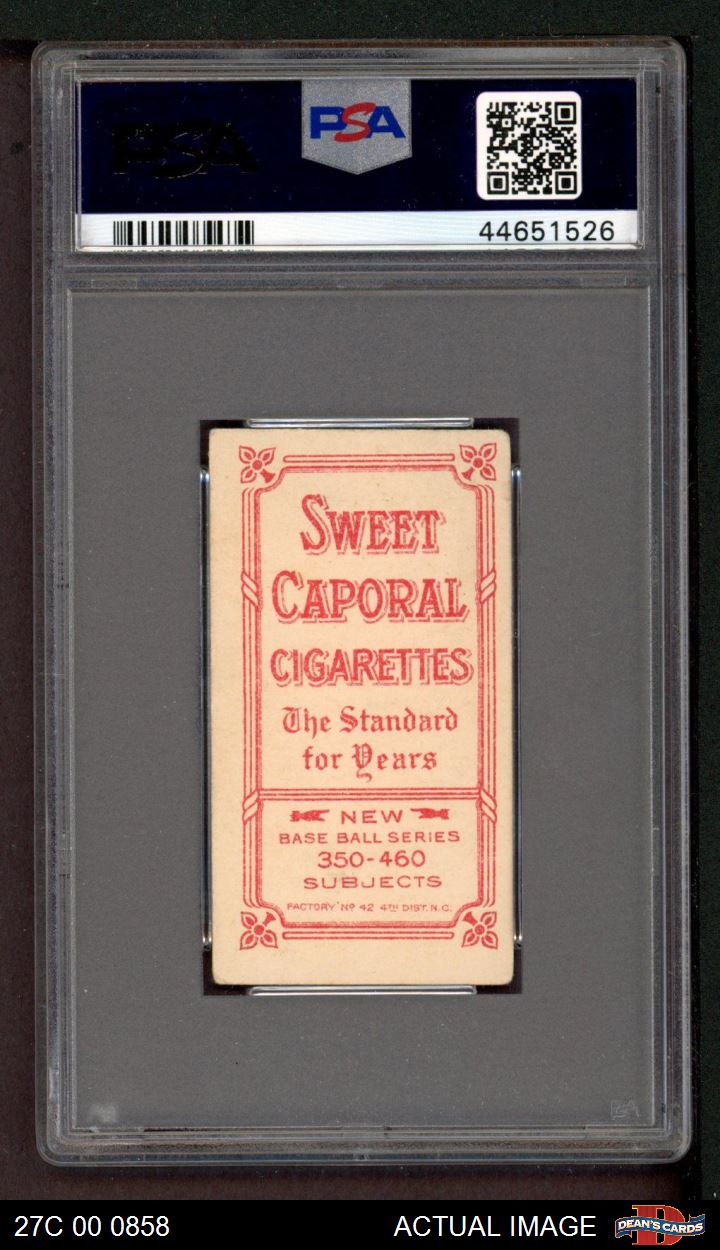 PSA
PSA
44651526
SWEET
CAPORAL
CIGARETTES
The Standard
for Years
NEW
BASE BALL SERIES
350-460
SUBJECTS
FACTORY Nº 42 4TH DIST. N.C.
27C 00 0858
ACTUAL IMAGE
D
DEAN'S CARDS